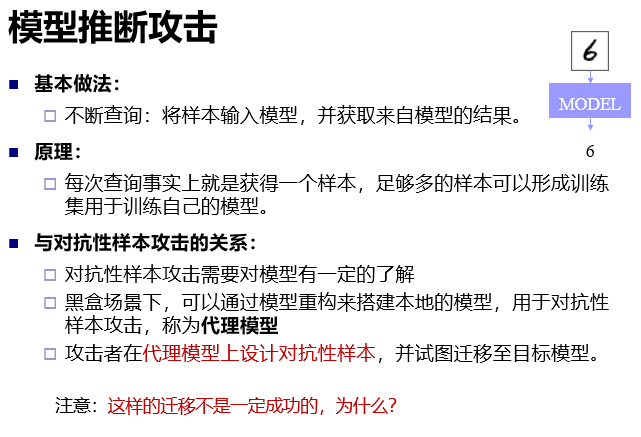 模型推断攻击
6
基本做法：
不断查询：将样本输入模型，并获取来自模型的结果。
MODEL
6
原理：
每次查询事实上就是获得一个样本，足够多的样本可以形成训练
集用于训练自己的模型。
与对抗性样本攻击的关系：
对抗性样本攻击需要对模型有一定的了解
黑盒场景下，可以通过模型重构来搭建本地的模型，用于对抗性
样本攻击，称为代理模型
攻击者在代理模型上设计对抗性样本，并试图迁移至目标模型。
注意：这样的迁移不是一定成功的，为什么？